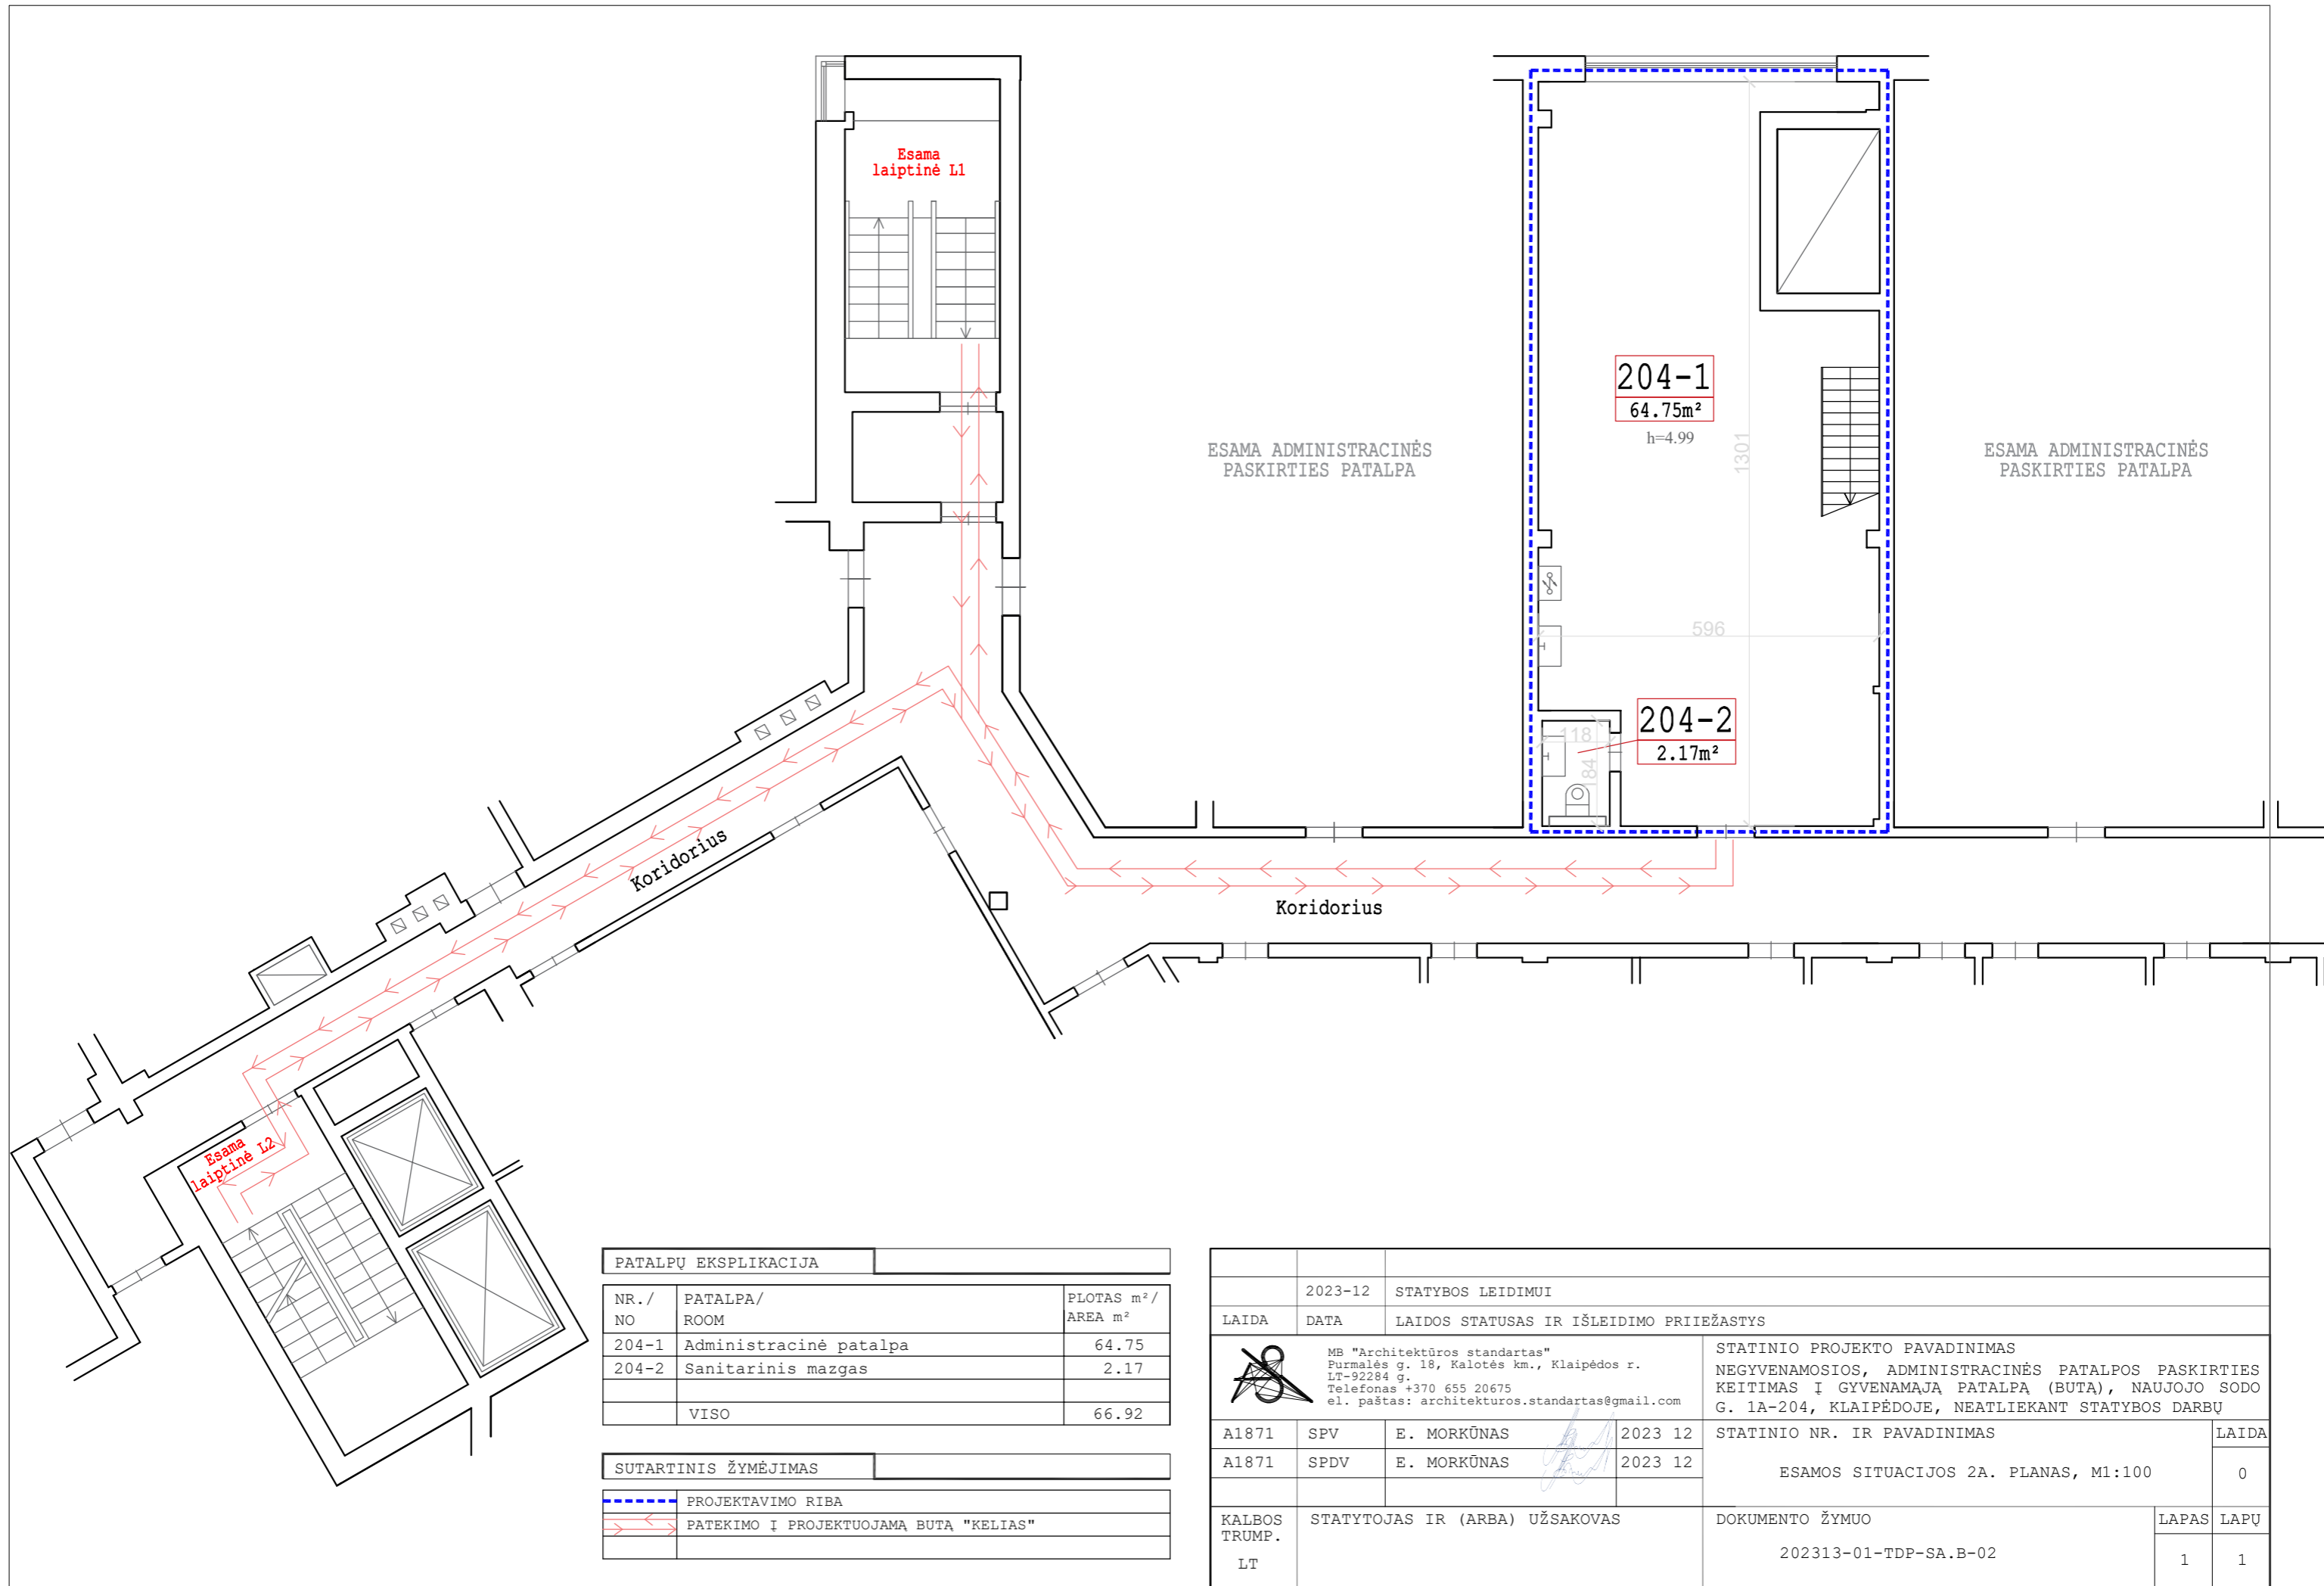 Esama
laiptinė L1
ESAMA ADMINISTRACINĖS
PASKIRTIES PATALPA
204-1
64.75m²
h=4.99
1301
ESAMA ADMINISTRACINĖS
PASKIRTIES PATALPA
596
204-2
2.17m²
118
184
Koridorius
Koridorius
Esama
laiptinė L2
PATALPŲ EKSPLIKACIJA
NR./ PATALPA/ PLOTAS m²/
NO ROOM AREA m²
204-1 Administracinė patalpa 64.75
204-2 Sanitarinis mazgas 2.17
VISO 66.92
SUTARTINIS ŽYMĖJIMAS
PROJEKTAVIMO RIBA
PATEKIMO Į PROJEKTUOJAMĄ BUTĄ "KELIAS"
2023-12 STATYBOS LEIDIMUI
LAIDA DATA LAIDOS STATUSAS IR IŠLEIDIMO PRIIEŽASTYS
MB "Architektūros standartas"
Purmalės g. 18, Kalotės km., Klaipėdos r.
LT-92284 g.
Telefonas +370 655 20675
el. paštas: architekturos.standartas@gmail.com
STATINIO PROJEKTO PAVADINIMAS
NEGYVENAMOSIOS, ADMINISTRACINĖS PATALPOS PASKIRTIES
KEITIMAS Į GYVENAMĄJĄ PATALPĄ (BUTĄ), NAUJOJO SODO
G. 1A-204, KLAIPĖDOJE, NEATLIEKANT STATYBOS DARBŲ
A1871 SPV E. MORKŪNAS 2023 12
A1871 SPDV E. MORKŪNAS 2023 12
STATINIO NR. IR PAVADINIMAS LAIDA
ESAMOS SITUACIJOS 2A. PLANAS, M1:100 0
KALBOS
TRUMP.
LT
STATYTOJAS IR (ARBA) UŽSAKOVAS
DOKUMENTO ŽYMUO LAPAS LAPŲ
202313-01-TDP-SA.B-02 1 1